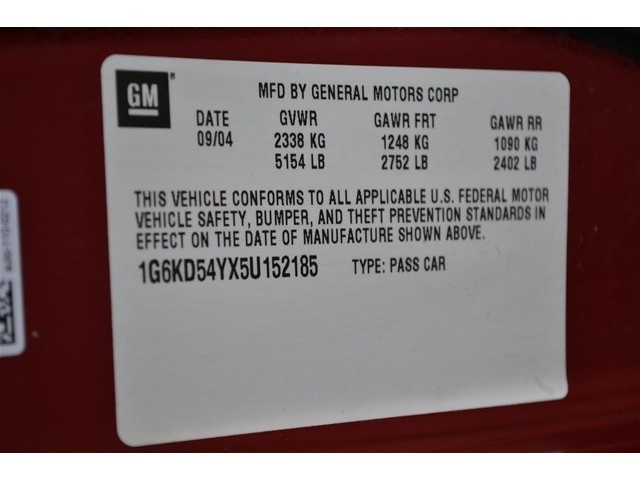 GM
MFD BY GENERAL MOTORS CORP
DATE GVWR GAWR FRT GAWR RR
09/04 2338 KG 1248 KG 1090 KG
5154 LB 2752 LB 2402 LB
THIS VEHICLE CONFORMS TO ALL APPLICABLE U.S. FEDERAL MOTOR
VEHICLE SAFETY, BUMPER, AND THEFT PREVENTION STANDARDS IN
EFFECT ON THE DATE OF MANUFACTURE SHOWN ABOVE.
1G6KD54YX5U152185 TYPE: PASS CAR